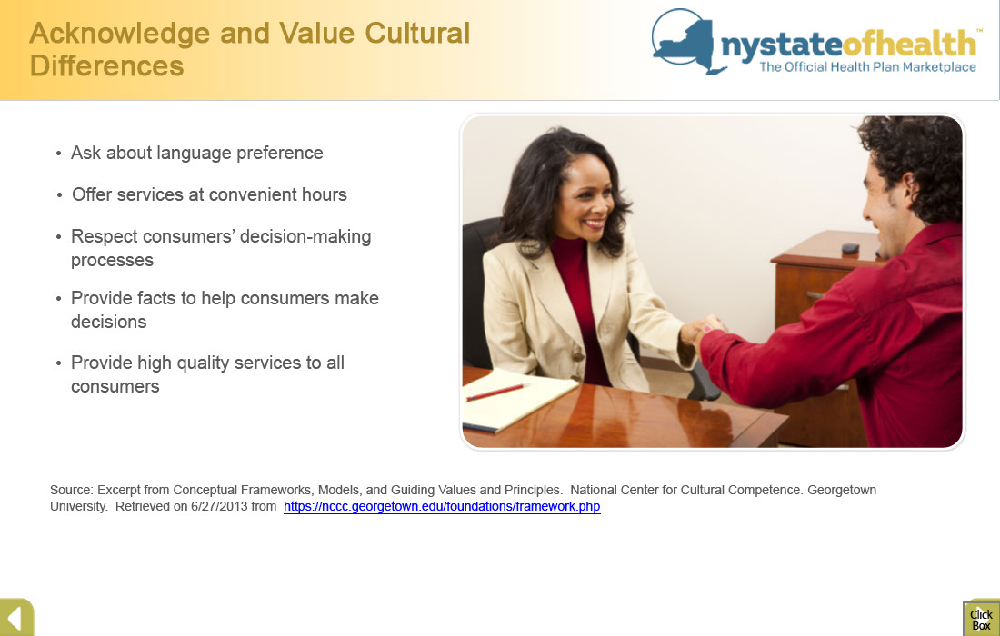 Acknowledge and Value Cultural
Differences
nystateofhealth™
The Official Health Plan Marketplace
• Ask about language preference
• Offer services at convenient hours
• Respect consumers’ decision-making
processes
• Provide facts to help consumers make
decisions
• Provide high quality services to all
consumers
Source: Excerpt from Conceptual Frameworks, Models, and Guiding Values and Principles.  National Center for Cultural Competence. Georgetown
University.  Retrieved on 6/27/2013 from  https://nccc.georgetown.edu/foundations/framework.php
Click
Box